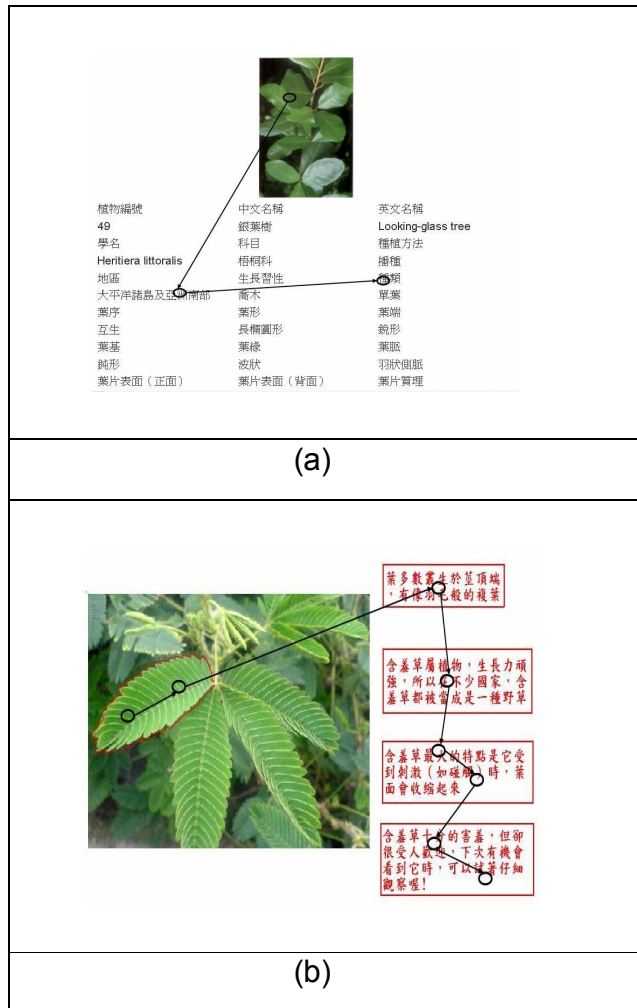 植物編號 中文名稱 英文名稱
49 銀葉樹 Looking-glass tree
學名 科目 種植方法
Heritiera littoralis 梧桐科 播種
地區 生長習性 種類
大平洋諸島及亞洲南部 喬木 單葉
葉序 葉形 葉端
互生 長橢圓形 銳形
葉基 葉緣 葉脈
鈍形 波狀 羽狀側脈
葉片表面（正面） 葉片表面（背面） 葉片質理
(a)
葉多數叢生於莖頂端
，有像羽毛般的複葉
含羞草屬植物，生長力頑
強，所以在不少國家，含
羞草都被當成是一種野草
含羞草最大的特點是它受
到刺激（如碰觸）時，葉
面會收縮起來
含羞草十分的害羞，但卻
很受人歡迎，下次有機會
看到它時，可以試著仔細
觀察喔!
(b)